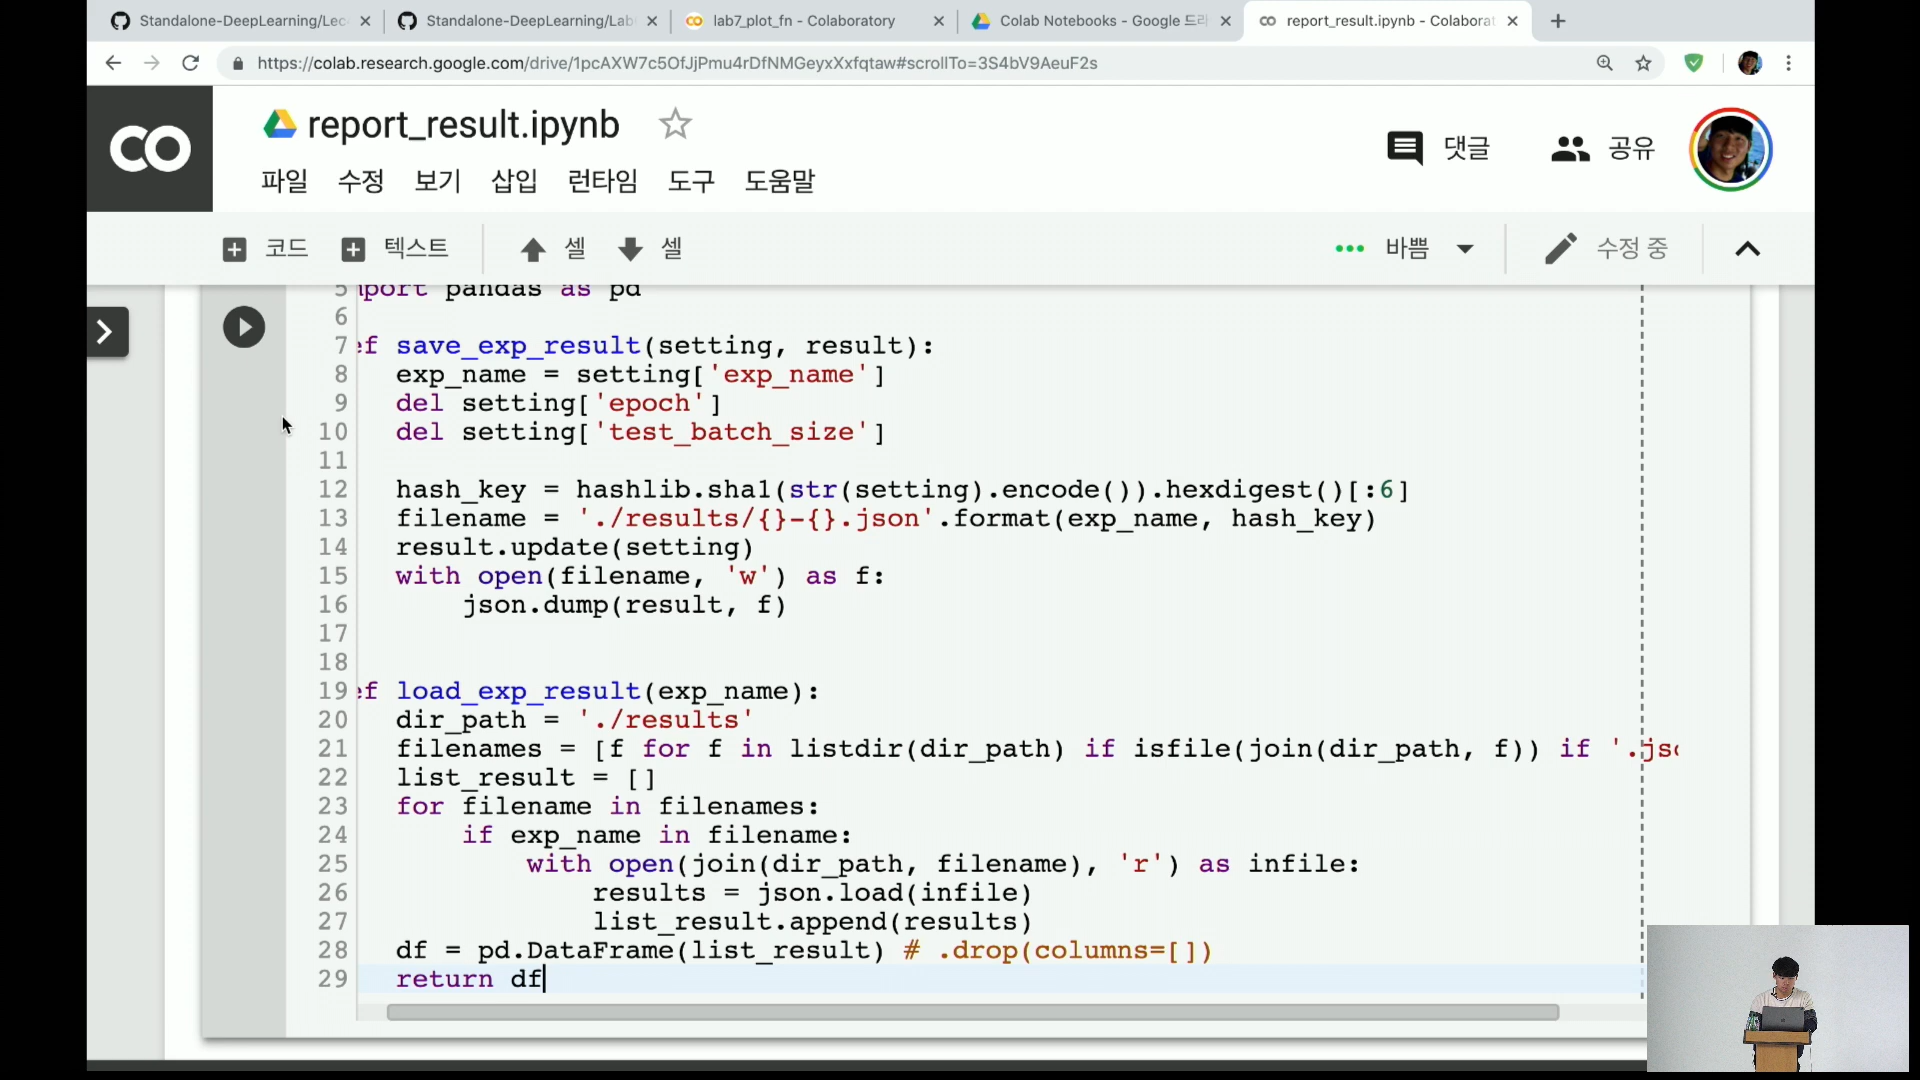 Standalone-DeepLearning/Lec
Standalone-DeepLearning/Lab
lab7_plot_fn - Colaboratory
Colab Notebooks - Google 드라
report_result.ipynb - Colaborat
https://colab.research.google.com/drive/1pcAXW7c5OfJjPmu4rDfNMGeyxXxfqtaw#scrollTo=3S4bV9AeuF2s
CO
report_result.ipynb
댓글
공유
파일 수정 보기 삽입 런타임 도구 도움말
코드 텍스트 셀 셀
바쁨
수정 중
5 mport pandas as pd
6
7 ef save_exp_result(setting, result):
8 exp_name = setting['exp_name']
9 del setting['epoch']
10 del setting['test_batch_size']
11
12 hash_key = hashlib.sha1(str(setting).encode()).hexdigest()[:6]
13 filename = './results/{}-{}.json'.format(exp_name, hash_key)
14 result.update(setting)
15 with open(filename, 'w') as f:
16 json.dump(result, f)
17
18
19 ef load_exp_result(exp_name):
20 dir_path = './results'
21 filenames = [f for f in listdir(dir_path) if isfile(join(dir_path, f)) if '.jso
22 list_result = []
23 for filename in filenames:
24 if exp_name in filename:
25 with open(join(dir_path, filename), 'r') as infile:
26 results = json.load(infile)
27 list_result.append(results)
28 df = pd.DataFrame(list_result) # .drop(columns=[])
29 return df